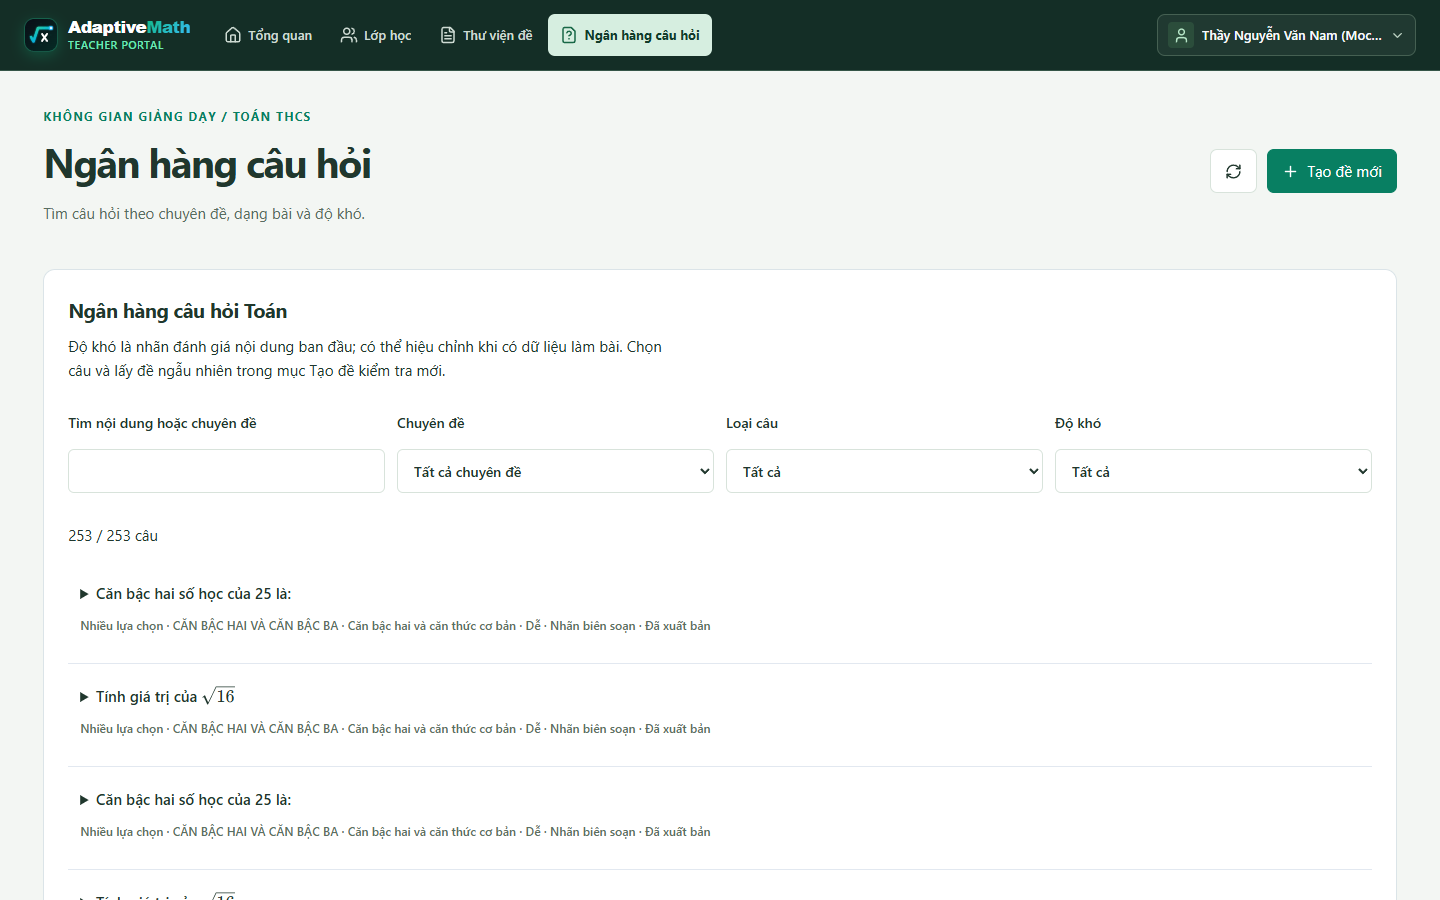 AdaptiveMath
TEACHER PORTAL
Tổng quan
Lớp học
Thư viện đề
Ngân hàng câu hỏi
Thầy Nguyễn Văn Nam (Moc...
KHÔNG GIAN GIẢNG DẠY / TOÁN THCS
Ngân hàng câu hỏi
Tạo đề mới
Tìm câu hỏi theo chuyên đề, dạng bài và độ khó.
Ngân hàng câu hỏi Toán
Độ khó là nhãn đánh giá nội dung ban đầu; có thể hiệu chỉnh khi có dữ liệu làm bài. Chọn
câu và lấy đề ngẫu nhiên trong mục Tạo đề kiểm tra mới.
Tìm nội dung hoặc chuyên đề
Chuyên đề
Loại câu
Độ khó
Tất cả chuyên đề
Tất cả
Tất cả
253 / 253 câu
Căn bậc hai số học của 25 là:
Nhiều lựa chọn · CĂN BẬC HAI VÀ CĂN BẬC BA · Căn bậc hai và căn thức cơ bản · Dễ · Nhãn biên soạn · Đã xuất bản
Tính giá trị của √16
Nhiều lựa chọn · CĂN BẬC HAI VÀ CĂN BẬC BA · Căn bậc hai và căn thức cơ bản · Dễ · Nhãn biên soạn · Đã xuất bản
Căn bậc hai số học của 25 là:
Nhiều lựa chọn · CĂN BẬC HAI VÀ CĂN BẬC BA · Căn bậc hai và căn thức cơ bản · Dễ · Nhãn biên soạn · Đã xuất bản
Tính giá trị của √16